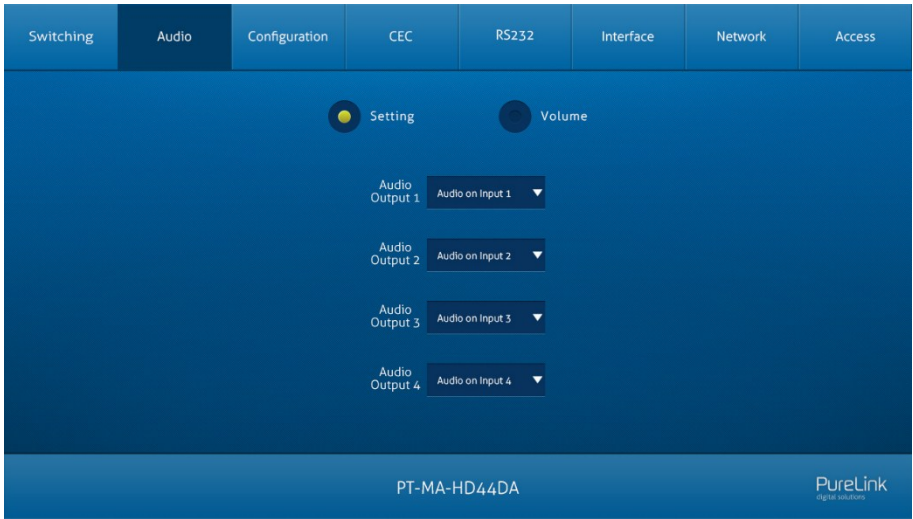 Switching Audio Configuration CEC RS232 Interface Network Access
Setting Volume
Audio
Output 1 Audio on Input 1
Audio
Output 2 Audio on Input 2
Audio
Output 3 Audio on Input 3
Audio
Output 4 Audio on Input 4
PT-MA-HD44DA
PureLink
digital solutions